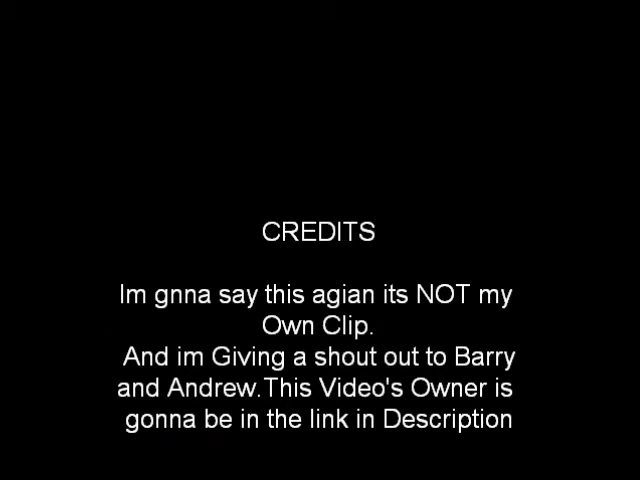 CREDITS
Im gnna say this agian its NOT my
Own Clip.
And im Giving a shout out to Barry
and Andrew.This Video's Owner is
gonna be in the link in Description